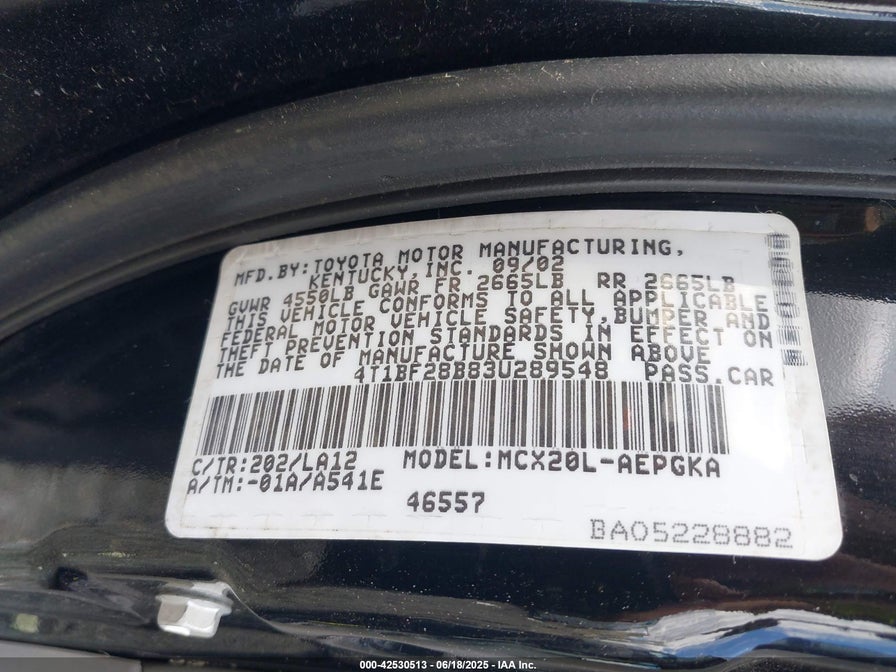 MFD.BY:TOYOTA MOTOR MANUFACTURING,
KENTUCKY,INC. 09/02
GVWR 4550LB GAWR FR 2665LB RR 2665LB
THIS VEHICLE CONFORMS TO ALL APPLICABLE
FEDERAL MOTOR VEHICLE SAFETY,BUMPER AND
THEFT PREVENTION STANDARDS IN EFFECT ON
THE DATE OF MANUFACTURE SHOWN ABOVE
4T1BF28B83U289548 PASS.CAR
C/TR:202/LA12 MODEL:MCX20L-AEPGKA
A/TM:-01A/A541E
46557
BA05228882
000-42530513 - 06/18/2025 - IAA Inc.